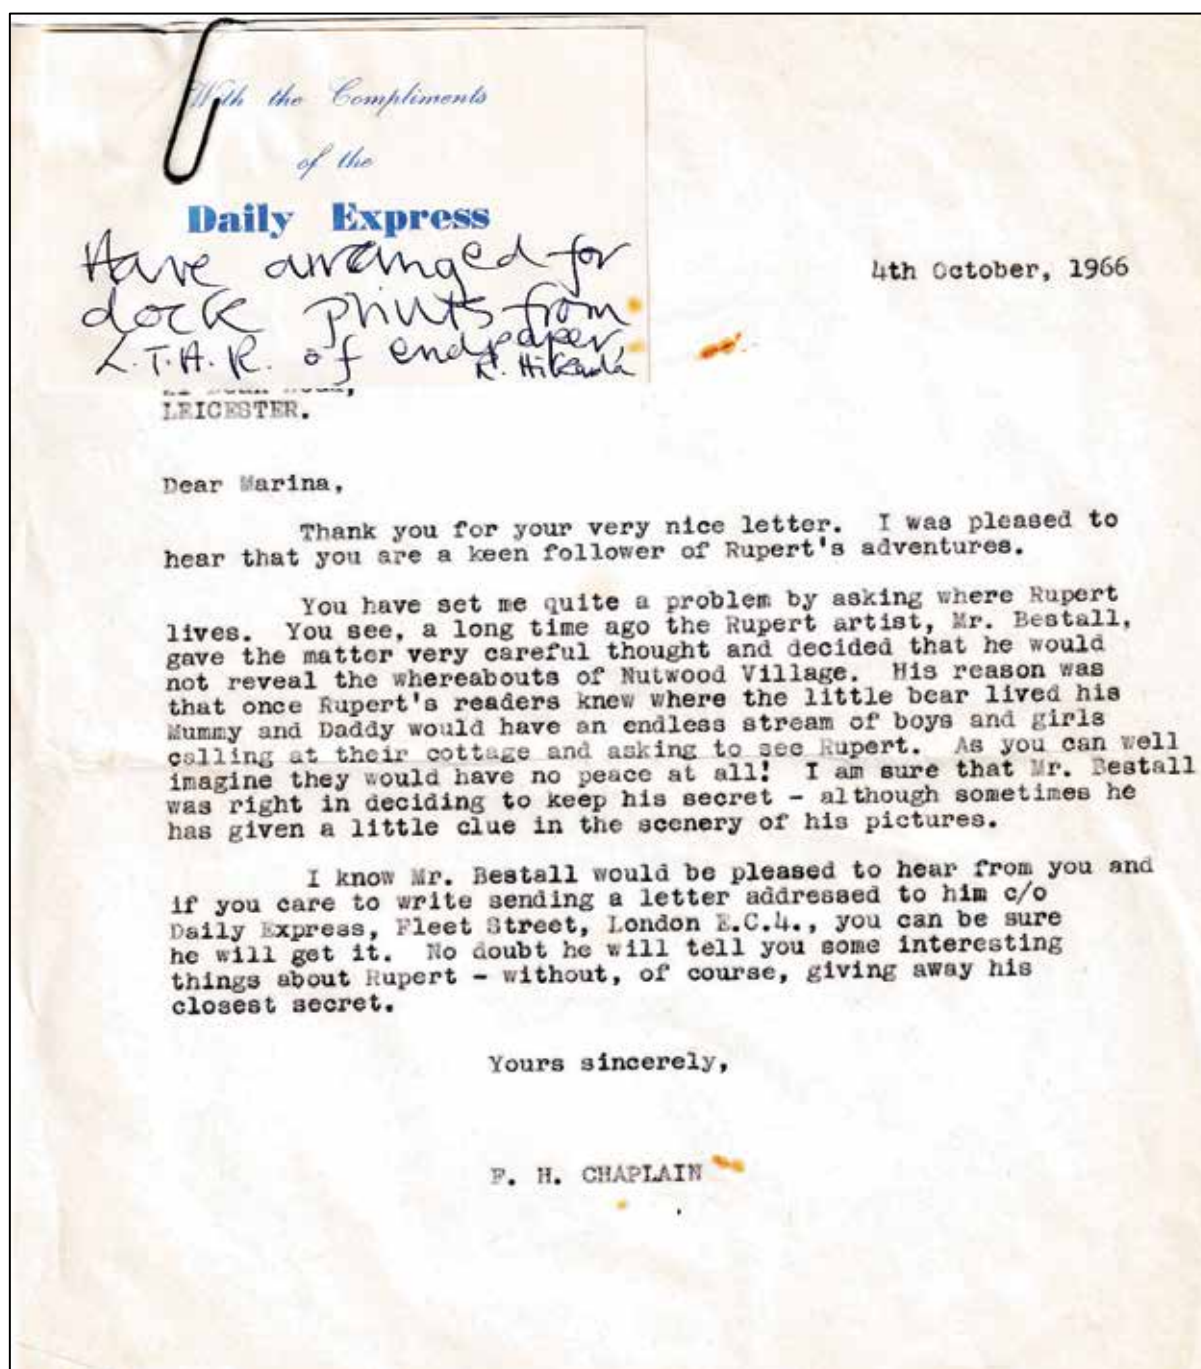 With the Compliments
of the
Daily Express
Have arranged for
dock prints from
L.T.A.R. of endpaper
4th October, 1966
LEICESTER.
Dear Marina,
Thank you for your very nice letter. I was pleased to
hear that you are a keen follower of Rupert's adventures.
You have set me quite a problem by asking where Rupert
lives. You see, a long time ago the Rupert artist, Mr. Bestall,
gave the matter very careful thought and decided that he would
not reveal the whereabouts of Nutwood Village. His reason was
that once Rupert's readers knew where the little bear lived his
Mummy and Daddy would have an endless stream of boys and girls
calling at their cottage and asking to see Rupert. As you can well
imagine they would have no peace at all! I am sure that Mr. Bestall
was right in deciding to keep his secret - although sometimes he
has given a little clue in the scenery of his pictures.
I know Mr. Bestall would be pleased to hear from you and
if you care to write sending a letter addressed to him c/o
Daily Express, Fleet Street, London E.C.4., you can be sure
he will get it. No doubt he will tell you some interesting
things about Rupert - without, of course, giving away his
closest secret.
Yours sincerely,
F. H. CHAPLAIN